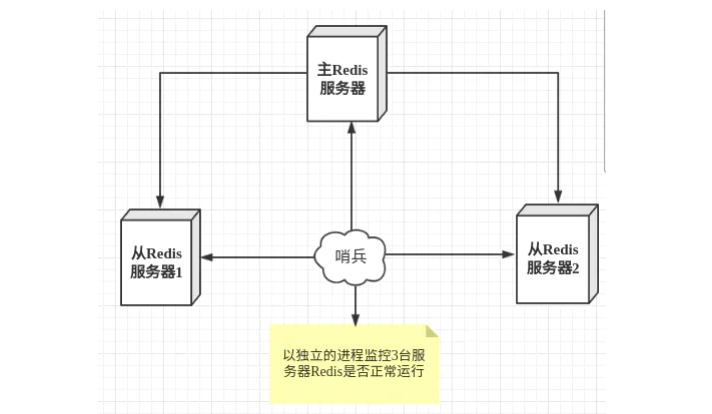 主Redis
服务器
从Redis
服务器1
哨兵
从Redis
服务器2
以独立的进程监控3台服
务器Redis是否正常运行